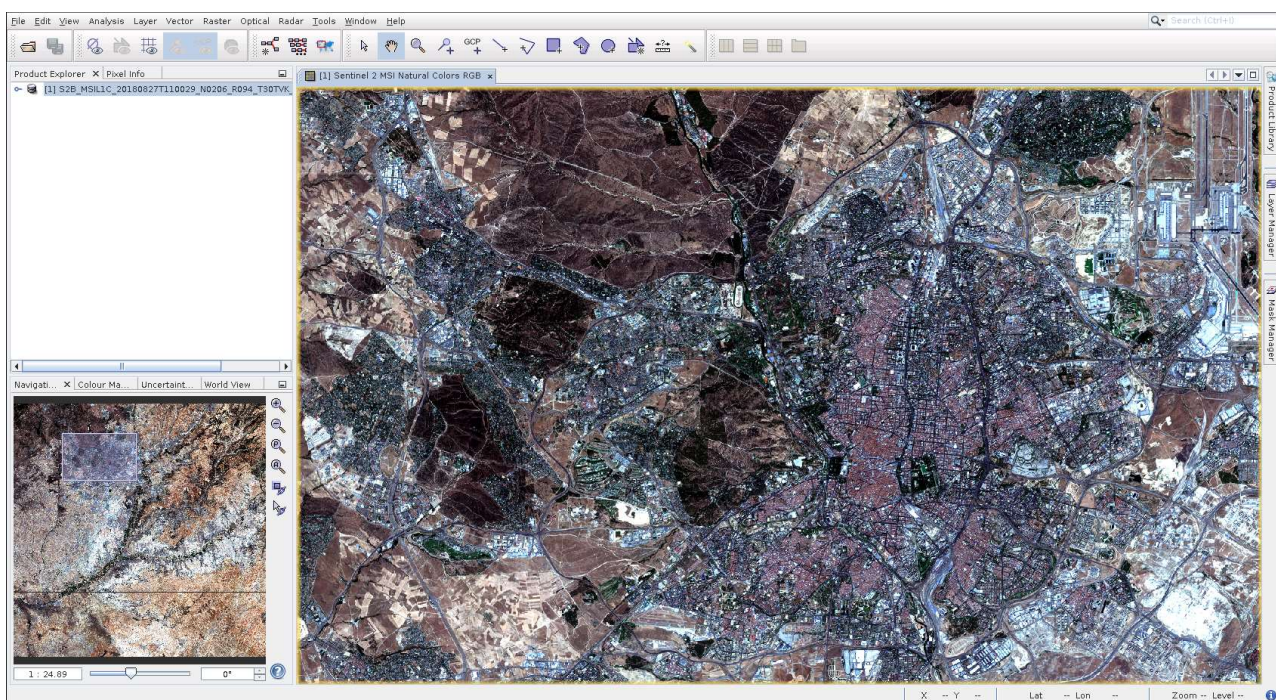 File Edit View Analysis Layer Vector Raster Optical Radar Tools Window Help
Search (Ctrl+I)
GCP
Product Explorer Pixel Info
[1] Sentinel 2 MSI Natural Colors RGB
[1] S2B_MSIL1C_20180827T110029_N0206_R094_T30TVK
Product Library
Layer Manager
Mask Manager
Navigati... Colour Ma... Uncertaint... World View
1 : 24.89
0°
X -- Y -- Lat -- Lon -- Zoom -- Level --